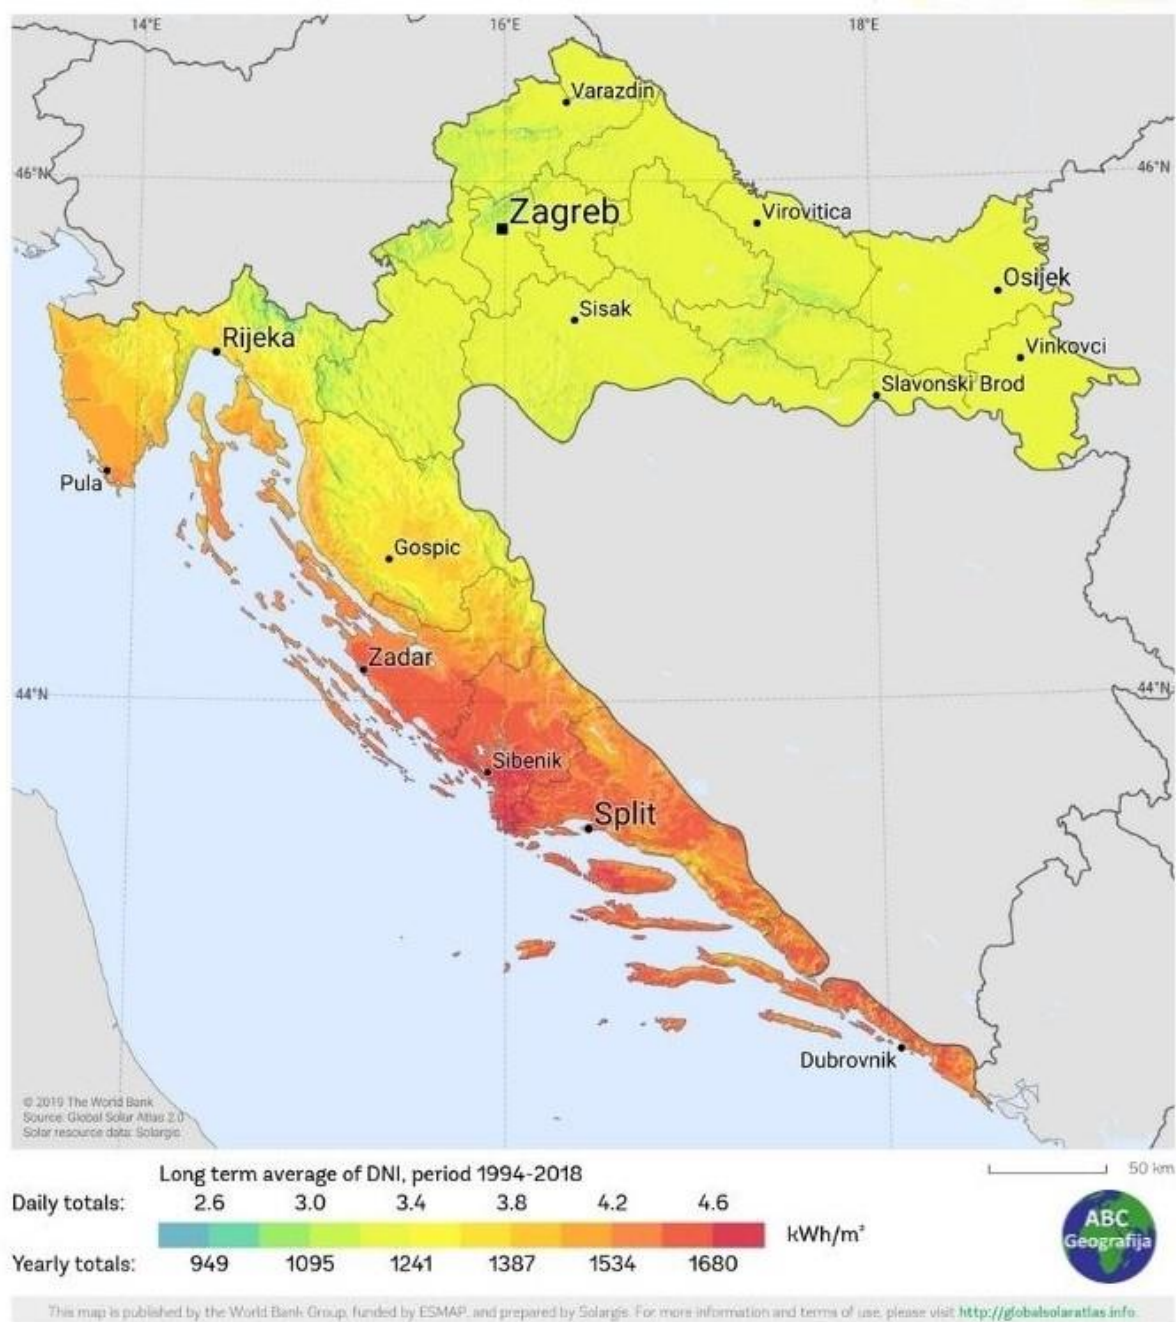 14°E 16°E 18°E
Varazdin
46°N 46°N
Zagreb
Virovitica
Osijek
Sisak
Rijeka
Vinkovci
Slavonski Brod
Pula
Gospic
Zadar
44°N 44°N
Sibenik
Split
Dubrovnik
© 2019 The World Bank
Source: Global Solar Atlas 2.0
Solar resource data: Solargis
Long term average of DNI, period 1994-2018
50 km
Daily totals: 2.6 3.0 3.4 3.8 4.2 4.6
kWh/m²
Yearly totals: 949 1095 1241 1387 1534 1680
ABC
Geografija
This map is published by the World Bank Group, funded by ESMAP, and prepared by Solargis. For more information and terms of use, please visit http://globalsolaratlas.info.